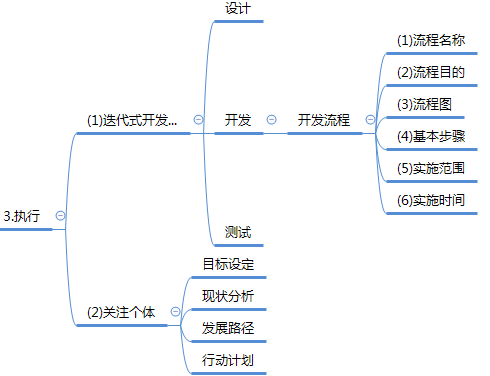 3.执行
(1)迭代式开发...
设计
开发
开发流程
(1)流程名称
(2)流程目的
(3)流程图
(4)基本步骤
(5)实施范围
(6)实施时间
测试
(2)关注个体
目标设定
现状分析
发展路径
行动计划